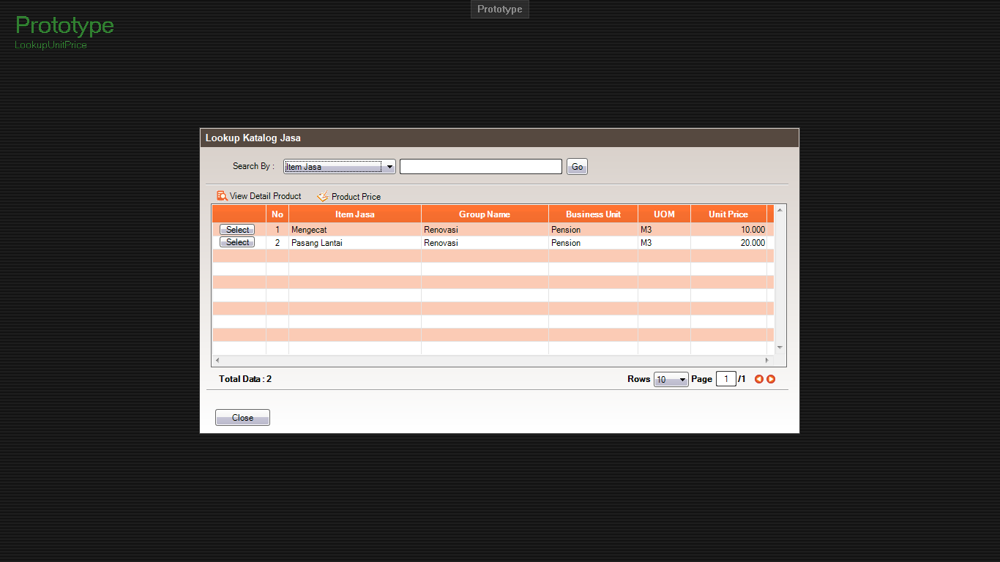 Prototype
Prototype
LookupUnitPrice
Lookup Katalog Jasa
Search By : Item Jasa Go
View Detail Product Product Price
No Item Jasa Group Name Business Unit UOM Unit Price
Select 1 Mengecat Renovasi Pension M3 10.000
Select 2 Pasang Lantai Renovasi Pension M3 20.000
Total Data : 2 Rows 10 Page 1 /1
Close